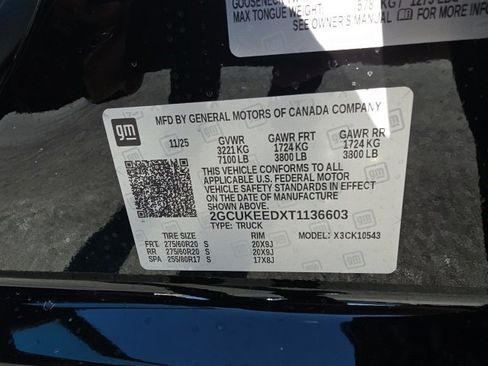 MAX TONGUE WEIGHT: 578 KG
SEE OWNER'S MANUAL gm FOR MORE INFO
gm
MFD BY GENERAL MOTORS OF CANADA COMPANY
11/25 GVWR GAWR FRT GAWR RR
3221 KG 1724 KG 1724 KG
7100 LB 3800 LB 3800 LB
THIS VEHICLE CONFORMS TO ALL
APPLICABLE U.S. FEDERAL MOTOR
VEHICLE SAFETY STANDARDS IN
EFFECT ON THE DATE OF MANUFACTURE
SHOWN ABOVE.
2GCUKEEDXT1136603
TYPE: TRUCK MODEL: X3CK10543
TIRE SIZE RIM
FRT 275/60R20 S 20X9J
RR 275/60R20 S 20X9J
SPA 255/80R17 S 17X8J